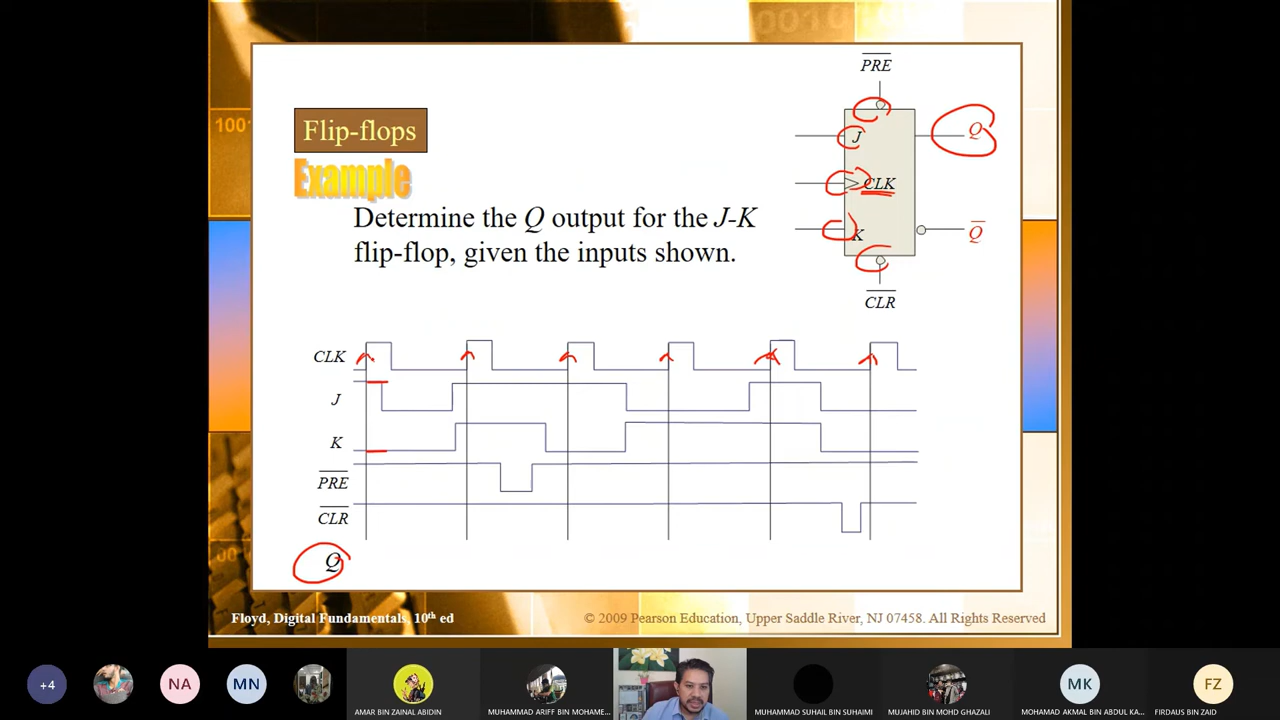 1001
001001
Flip-flops
Example
Determine the Q output for the J-K
flip-flop, given the inputs shown.
PRE
J
Q
CLK
K
Q
CLR
CLK
J
K
PRE
CLR
Q
00
Floyd, Digital Fundamentals, 10th ed
© 2009 Pearson Education, Upper Saddle River, NJ 07458. All Rights Reserved
+4
NA
MN
AMAR BIN ZAINAL ABIDIN
MUHAMMAD ARIFF BIN MOHAME...
MUHAMMAD SUHAIL BIN SUHAIMI
MUJAHID BIN MOHD GHAZALI
MK
MOHAMAD AKMAL BIN ABDUL KA...
FZ
FIRDAUS BIN ZAID